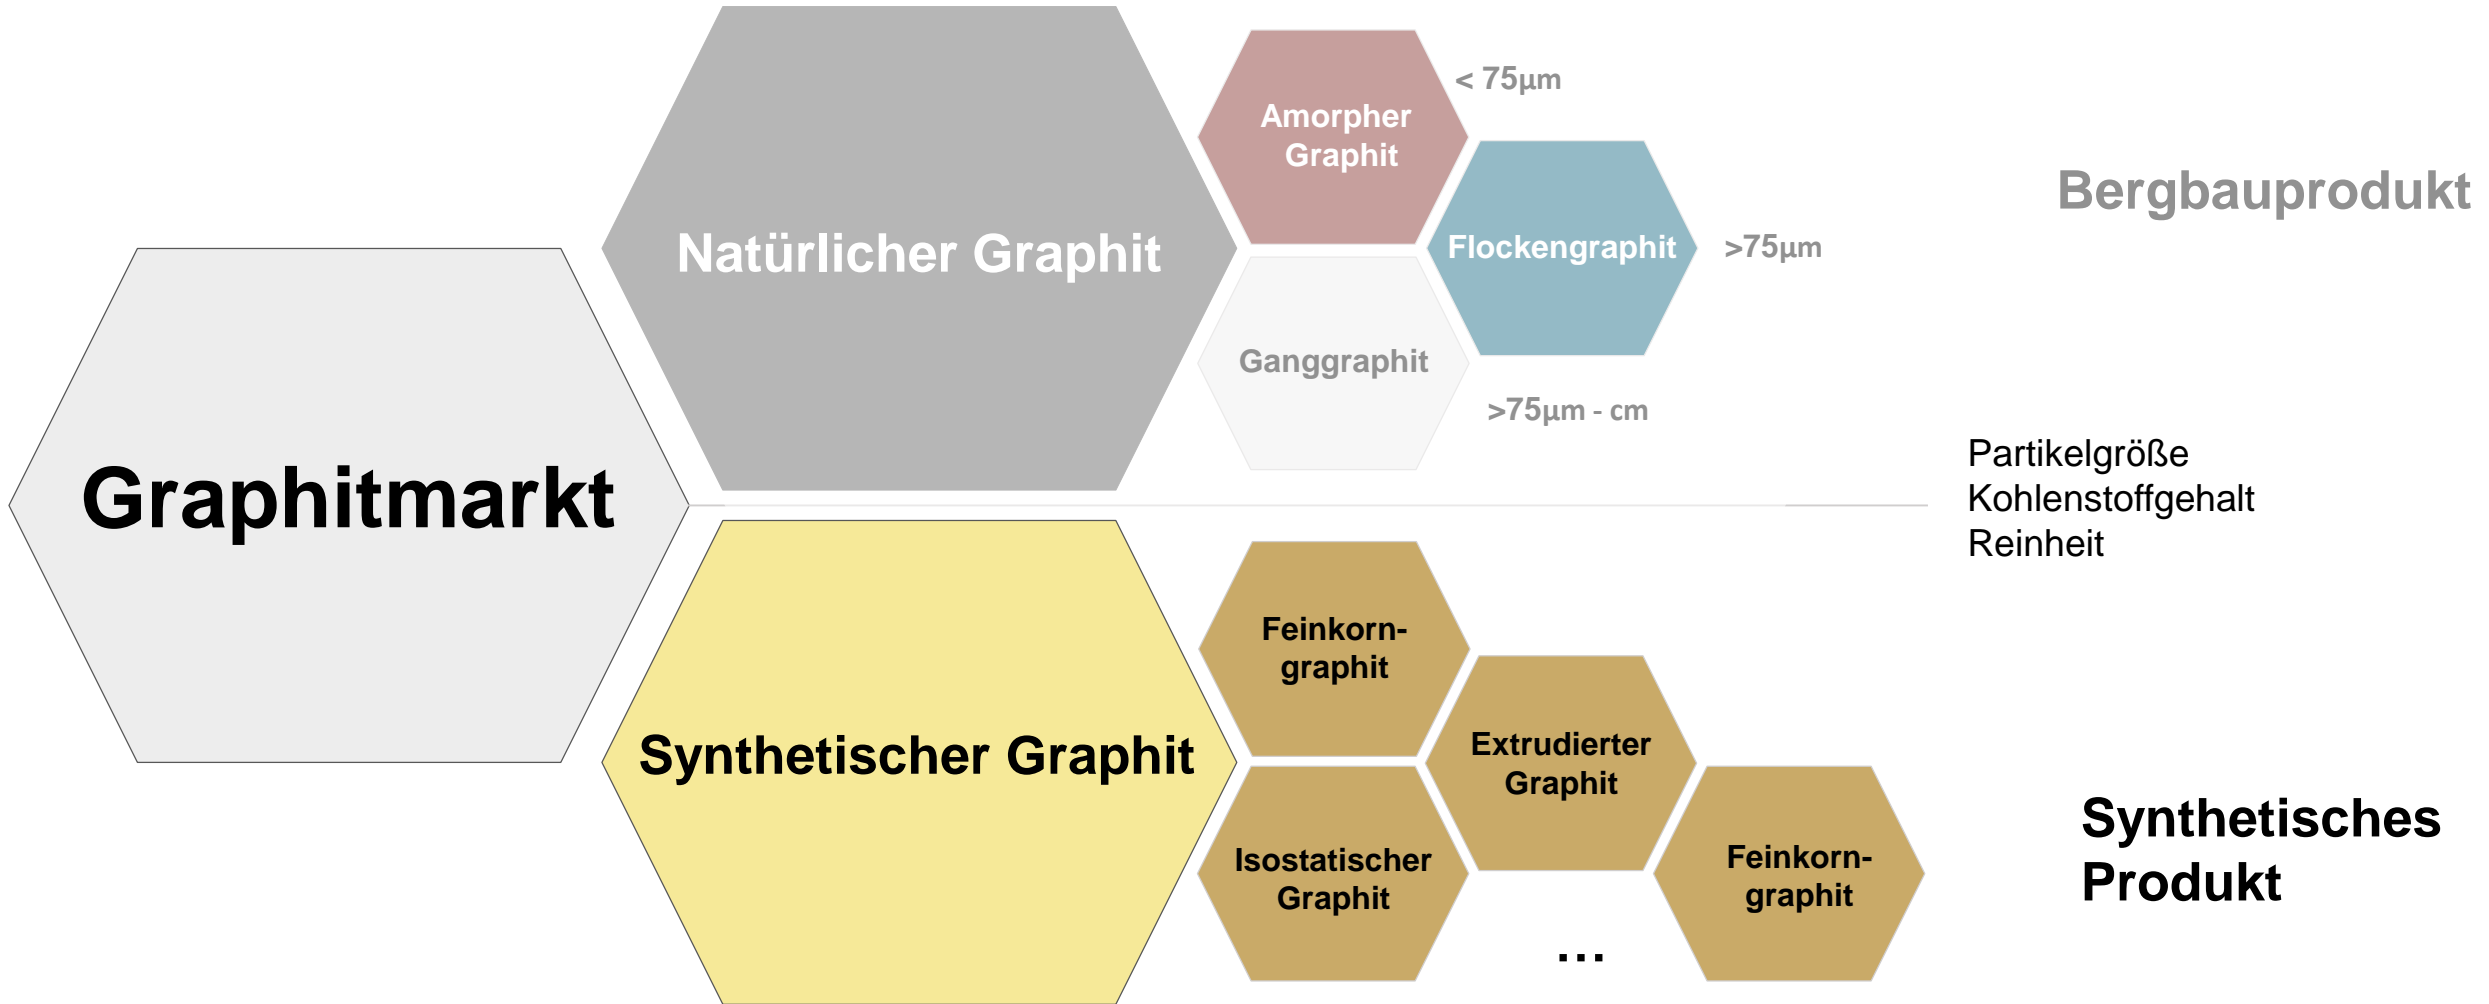 Graphitmarkt
Natürlicher Graphit
Amorpher
Graphit
< 75µm
Flockengraphit
>75µm
Ganggraphit
>75µm - cm
Bergbauprodukt
Partikelgröße
Kohlenstoffgehalt
Reinheit
Synthetischer Graphit
Feinkorn-
graphit
Extrudierter
Graphit
Isostatischer
Graphit
Feinkorn-
graphit
...
Synthetisches
Produkt